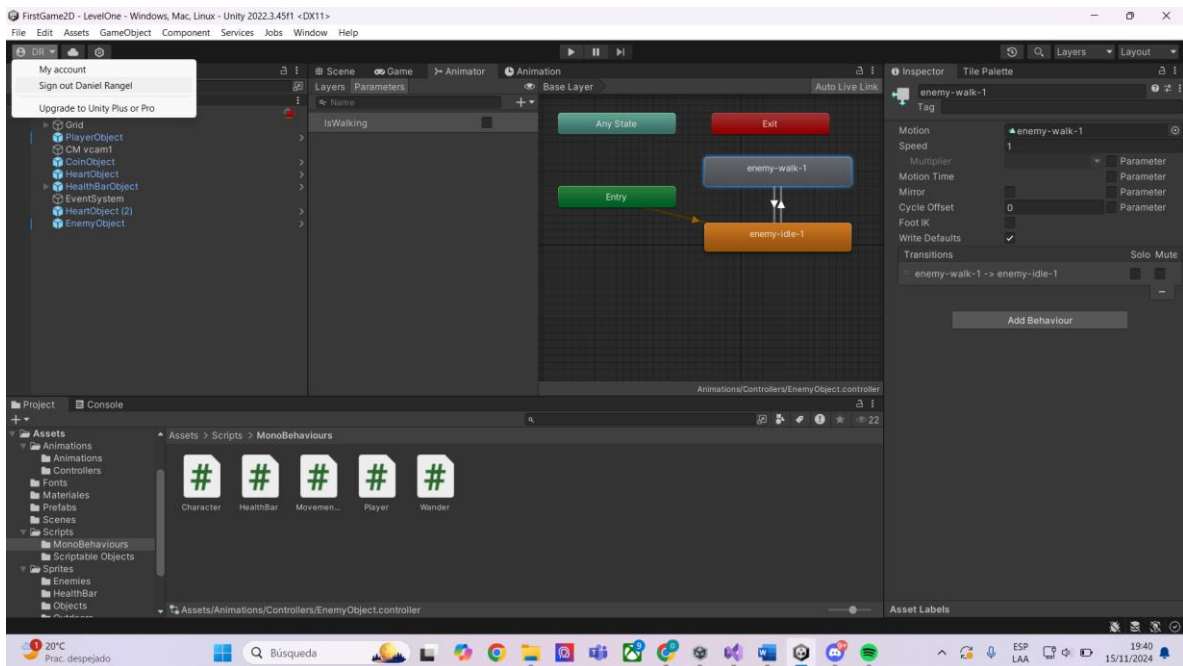 FirstGame2D - LevelOne - Windows, Mac, Linux - Unity 2022.3.45f1 <DX11>
File Edit Assets GameObject Component Services Jobs Window Help
DR
Layers
Layout
My account
Sign out Daniel Rangel
Upgrade to Unity Plus or Pro
Grid
PlayerObject
CM vcam1
CoinObject
HeartObject
HealthBarObject
EventSystem
HeartObject (2)
EnemyObject
Scene Game Animator Animation
Layers Parameters
Base Layer
Auto Live Link
Name
IsWalking
Any State
Exit
enemy-walk-1
Entry
enemy-idle-1
Animations/Controllers/EnemyObject.controller
Inspector Tile Palette
enemy-walk-1
Tag
Motion enemy-walk-1
Speed 1
Multiplier Parameter
Motion Time Parameter
Mirror Parameter
Cycle Offset 0 Parameter
Foot IK
Write Defaults
Transitions Solo Mute
enemy-walk-1 -> enemy-idle-1
Add Behaviour
Asset Labels
Project Console
22
Assets
Animations
Animations
Controllers
Fonts
Materiales
Prefabs
Scenes
Scripts
MonoBehaviours
Scriptable Objects
Sprites
Enemies
HealthBar
Objects
Assets > Scripts > MonoBehaviours
# # # # #
Character HealthBar Movemen... Player Wander
Assets/Animations/Controllers/EnemyObject.controller
1
20°C
Prac. despejado
Búsqueda
ESP
LAA
19:40
15/11/2024